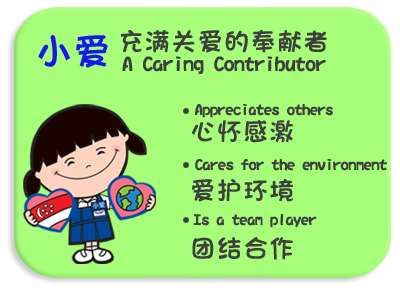 小爱 充满关爱的奉献者
A Caring Contributor
• Appreciates others
心怀感激
• Cares for the environment
爱护环境
• Is a team player
团结合作